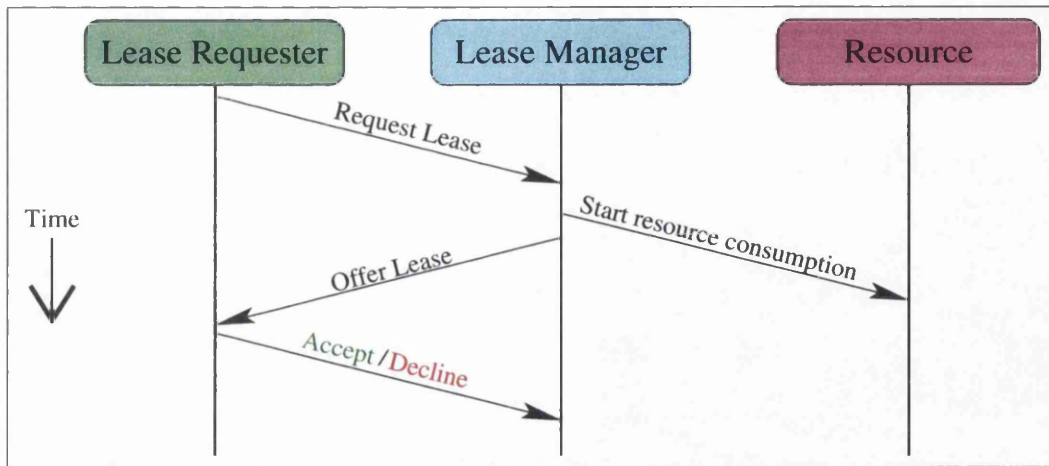 Lease Requester
Lease Manager
Resource
Request Lease
Time
Start resource consumption
Offer Lease
Accept/Decline